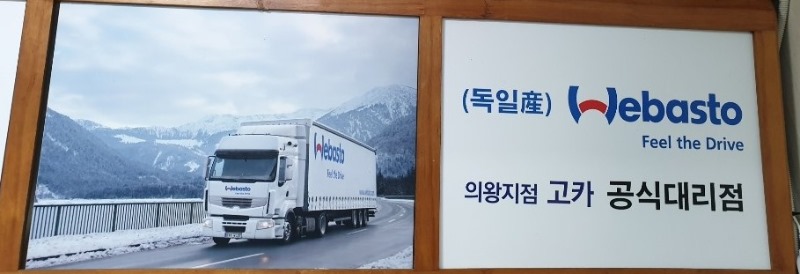 Webasto
Feel the Drive
Webasto
(독일産) Webasto
Feel the Drive
의왕지점 고카 공식대리점